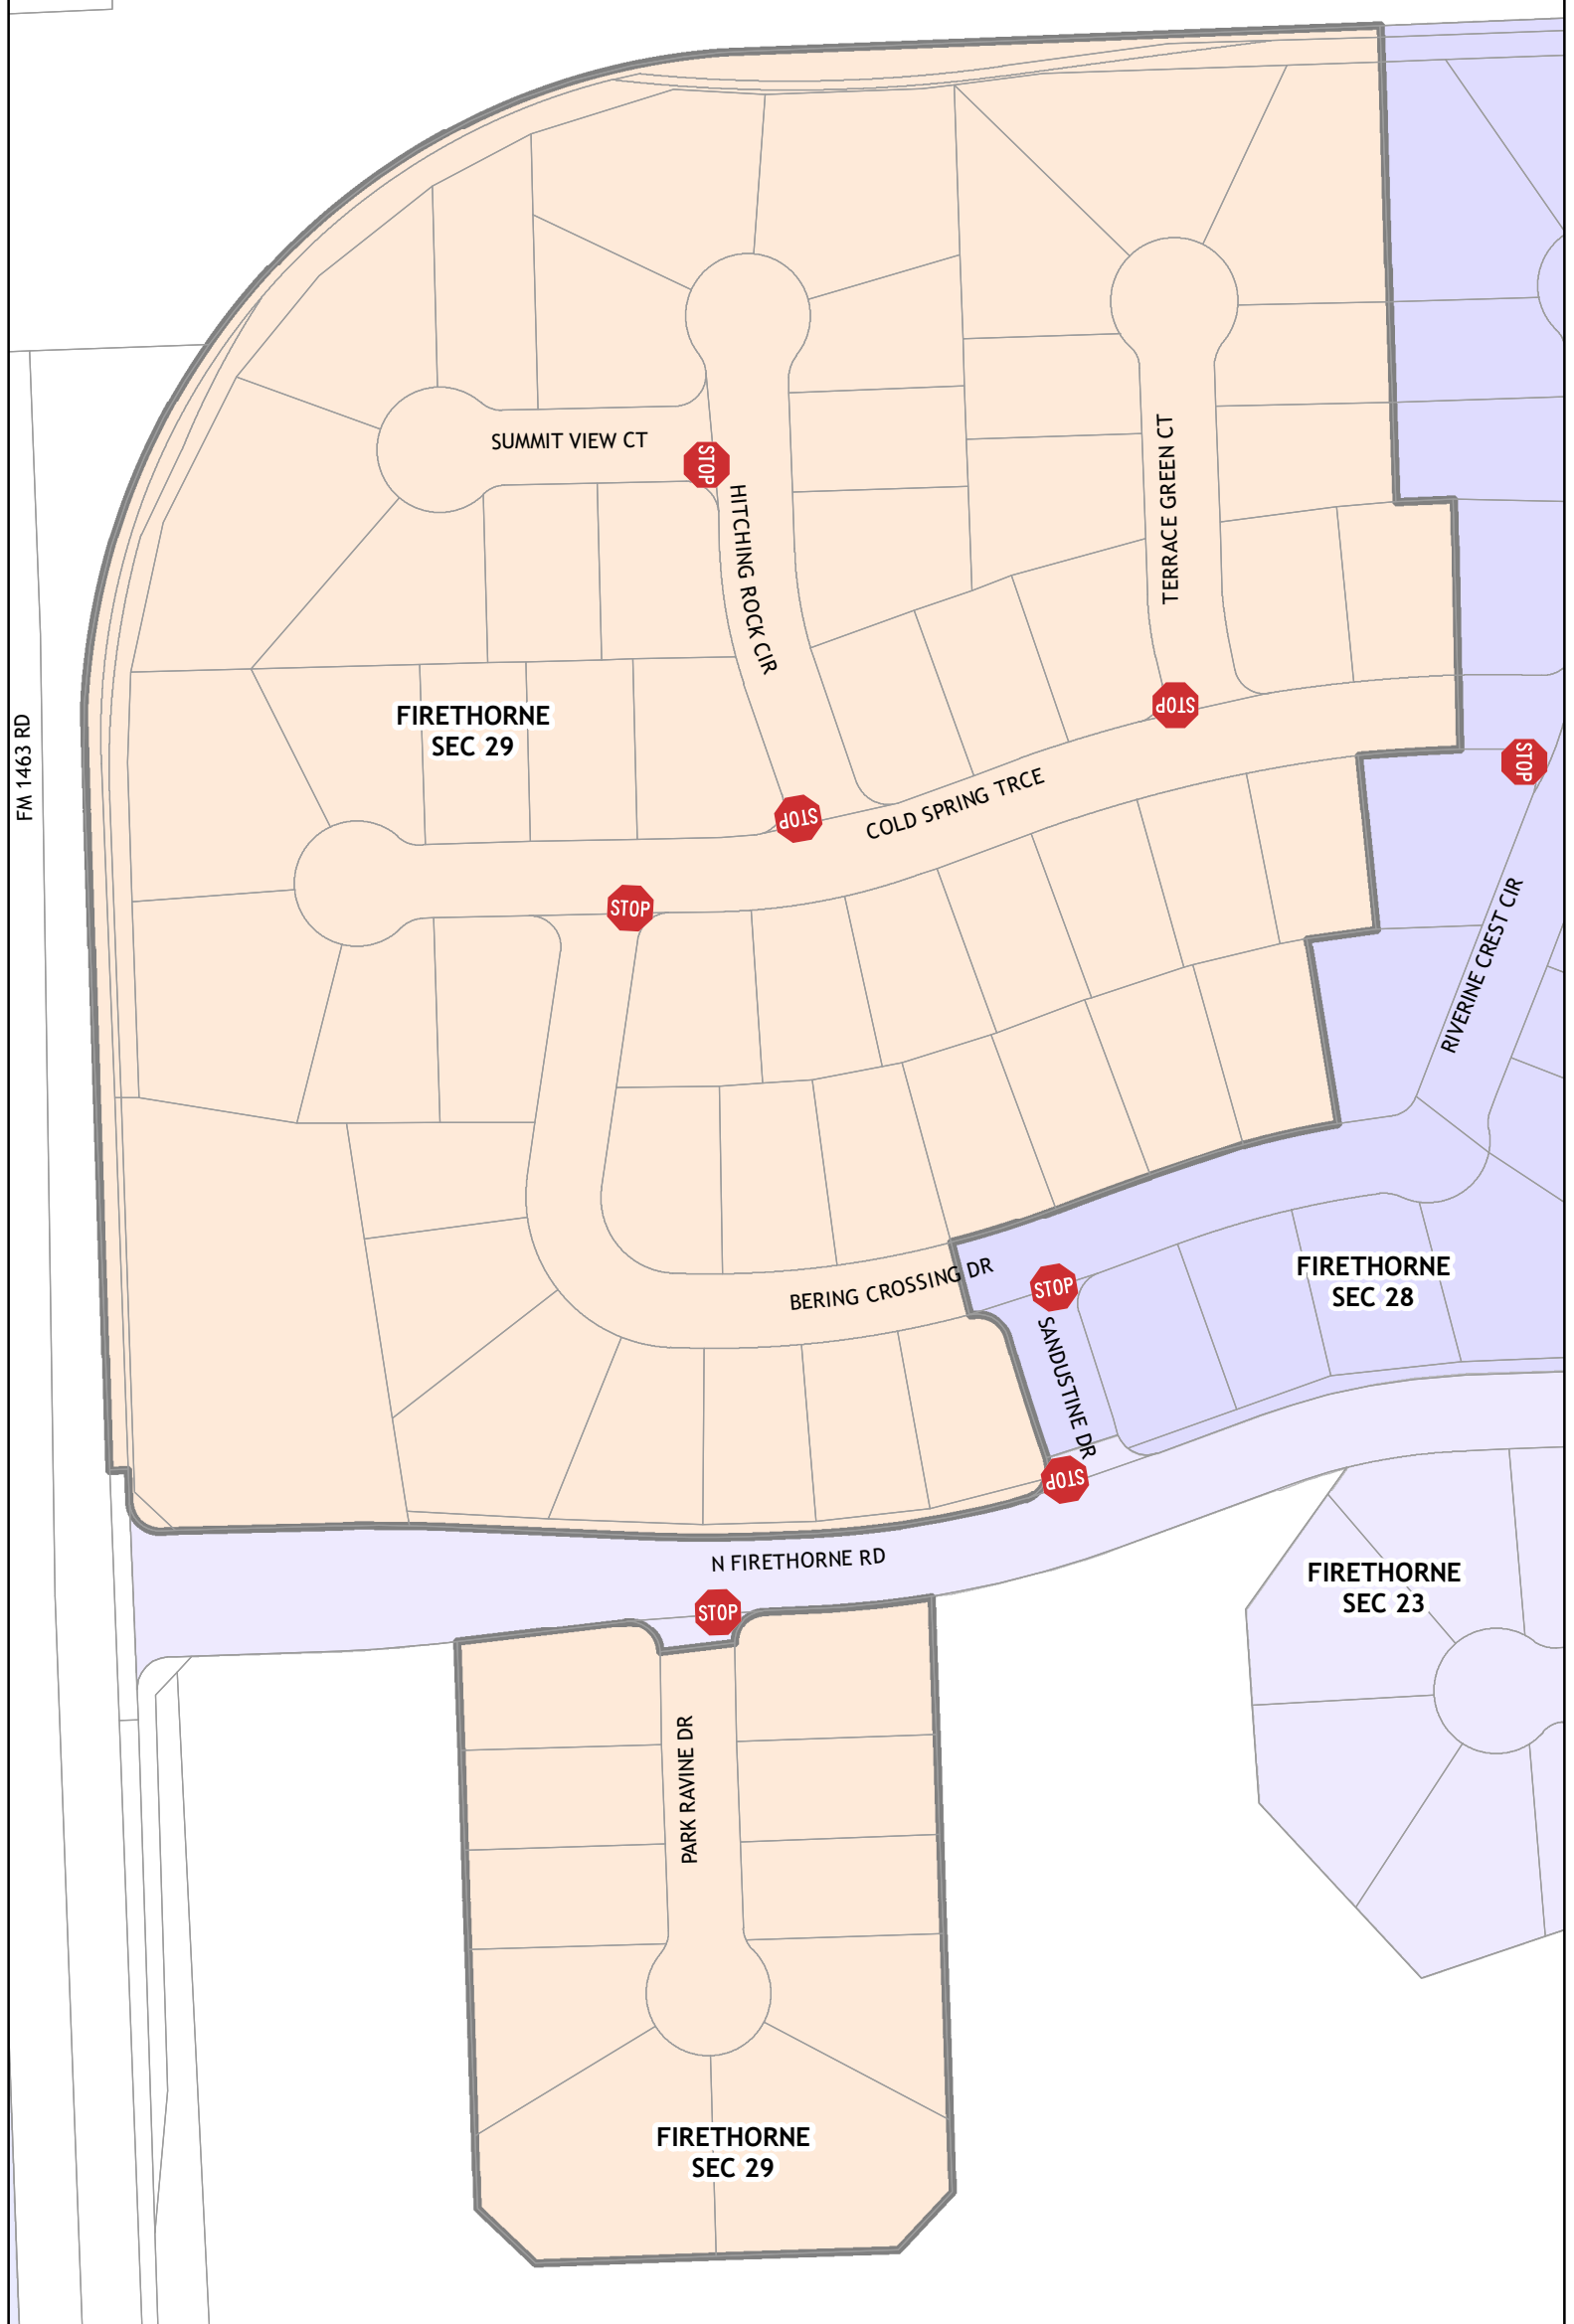 SUMMIT VIEW CT
STOP
HITCHING ROCK CIR
TERRACE GREEN CT
FIRETHORNE
SEC 29
STOP
FM 1463 RD
STOP
STOP
COLD SPRING TRCE
STOP
RIVERINE CREST CIR
BERING CROSSING DR
STOP
FIRETHORNE
SEC 28
SANDUSTINE DR
STOP
N FIRETHORNE RD
STOP
FIRETHORNE
SEC 23
PARK RAVINE DR
FIRETHORNE
SEC 29